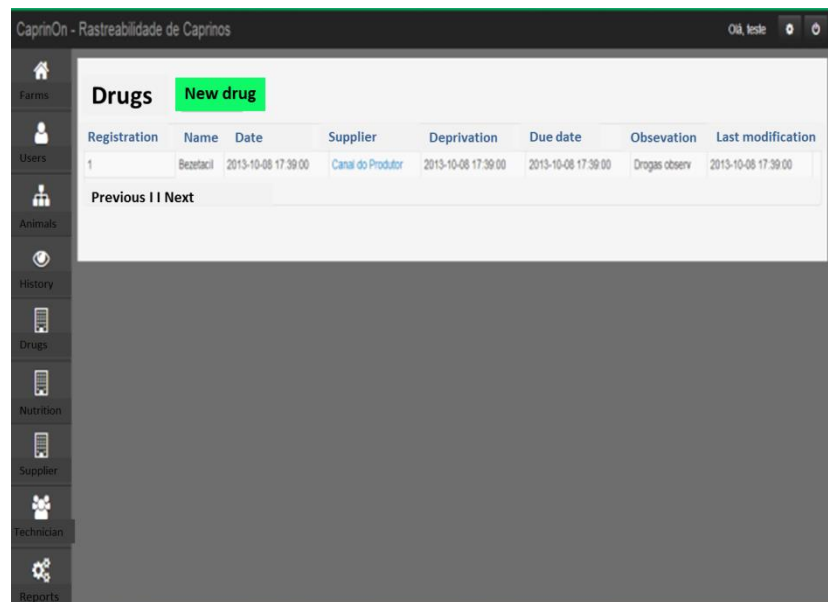 CaprinOn - Rastreabilidade de Caprinos Olá, teste
Farms
Users
Animals
History
Drugs
Nutrition
Supplier
Technician
Reports
Drugs New drug
Registration Name Date Supplier Deprivation Due date Obsevation Last modification
1 Bezetacil 2013-10-08 17:39:00 Canal do Produtor 2013-10-08 17:39:00 2013-10-08 17:39:00 Drogas observ 2013-10-08 17:39:00
Previous I I Next